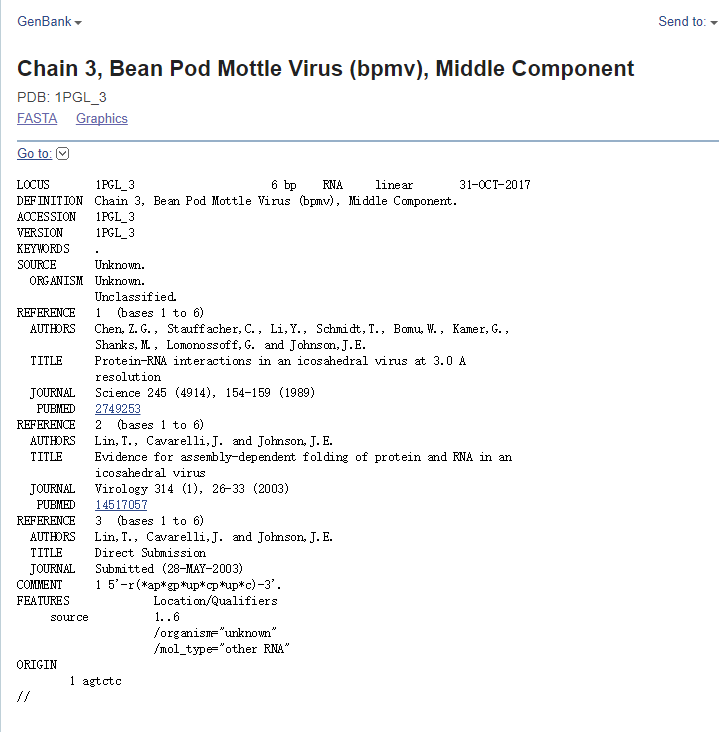 GenBank
Send to:
Chain 3, Bean Pod Mottle Virus (bpmv), Middle Component
PDB: 1PGL_3
FASTA Graphics
Go to:
LOCUS 1PGL_3 6 bp RNA linear 31-OCT-2017
DEFINITION Chain 3, Bean Pod Mottle Virus (bpmv), Middle Component.
ACCESSION 1PGL_3
VERSION 1PGL_3
KEYWORDS .
SOURCE Unknown.
ORGANISM Unknown.
Unclassified.
REFERENCE 1 (bases 1 to 6)
AUTHORS Chen,Z.G., Stauffacher,C., Li,Y., Schmidt,T., Bomu,W., Kamer,G.,
Shanks,M., Lomonossoff,G. and Johnson,J.E.
TITLE Protein-RNA interactions in an icosahedral virus at 3.0 A
resolution
JOURNAL Science 245 (4914), 154-159 (1989)
PUBMED 2749253
REFERENCE 2 (bases 1 to 6)
AUTHORS Lin,T., Cavarelli,J. and Johnson,J.E.
TITLE Evidence for assembly-dependent folding of protein and RNA in an
icosahedral virus
JOURNAL Virology 314 (1), 26-33 (2003)
PUBMED 14517057
REFERENCE 3 (bases 1 to 6)
AUTHORS Lin,T., Cavarelli,J. and Johnson,J.E.
TITLE Direct Submission
JOURNAL Submitted (28-MAY-2003)
COMMENT 1 5'-r(*ap*gp*up*cp*up*c)-3'.
FEATURES Location/Qualifiers
source 1..6
/organism="unknown"
/mol_type="other RNA"
ORIGIN
1 agtctc
//